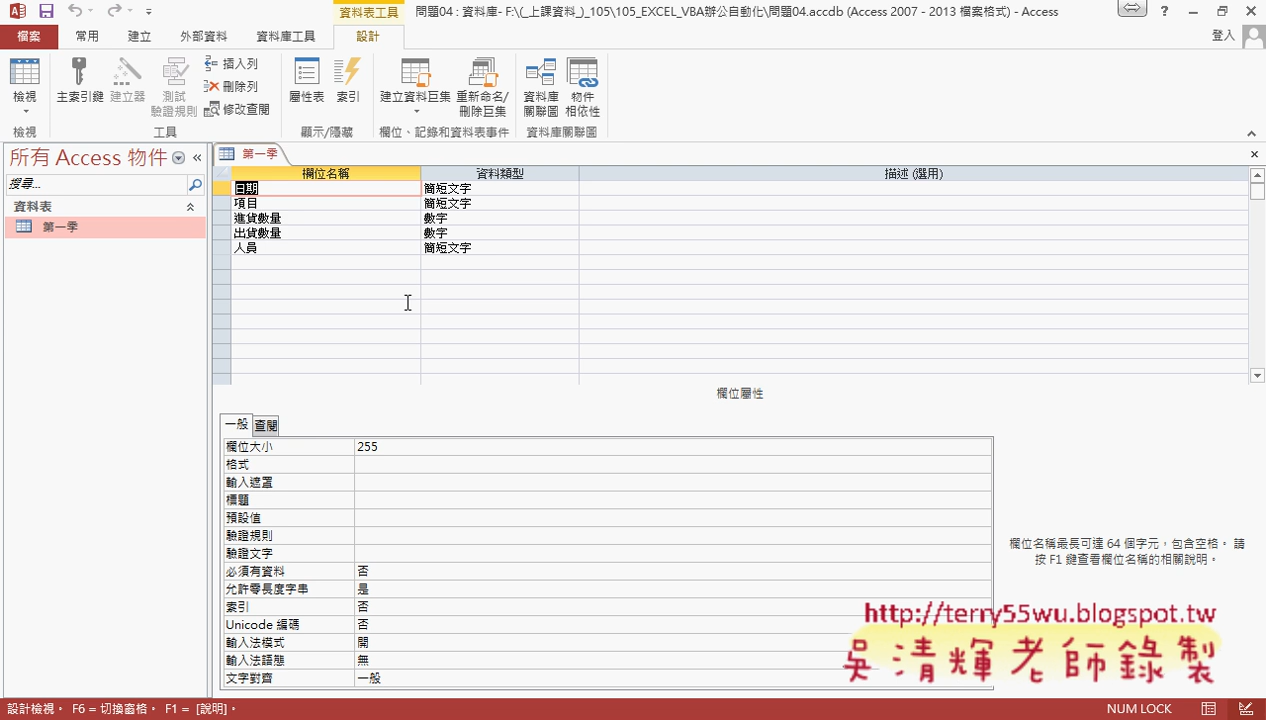 資料表工具
問題04 : 資料庫- F:\(_上課資料_)_105\105_EXCEL_VBA辦公自動化\問題04.accdb (Access 2007 - 2013 檔案格式) - Access
檔案
常用
建立
外部資料
資料庫工具
設計
登入
檢視
主索引鍵
建立器
測試
驗證規則
插入列
刪除列
修改查閱
屬性表
索引
建立資料巨集
重新命名/
刪除巨集
資料庫
關聯圖
物件
相依性
檢視
工具
顯示/隱藏
欄位、記錄和資料表事件
資料庫關聯圖
所有 Access 物件
搜尋...
資料表
第一季
第一季
欄位名稱 資料類型 描述 (選用)
日期 簡短文字
項目 簡短文字
進貨數量 數字
出貨數量 數字
人員 簡短文字
欄位屬性
一般 查閱
欄位大小 255
格式
輸入遮罩
標題
預設值
驗證規則
驗證文字
必須有資料 否
允許零長度字串 是
索引 否
Unicode 編碼 否
輸入法模式 開
輸入法語態 無
文字對齊 一般
欄位名稱最長可達 64 個字元，包含空格。 請
按 F1 鍵查看欄位名稱的相關說明。
http://terry55wu.blogspot.tw
吳清輝老師錄製
設計檢視。 F6 = 切換窗格。 F1 = [說明]。
NUM LOCK